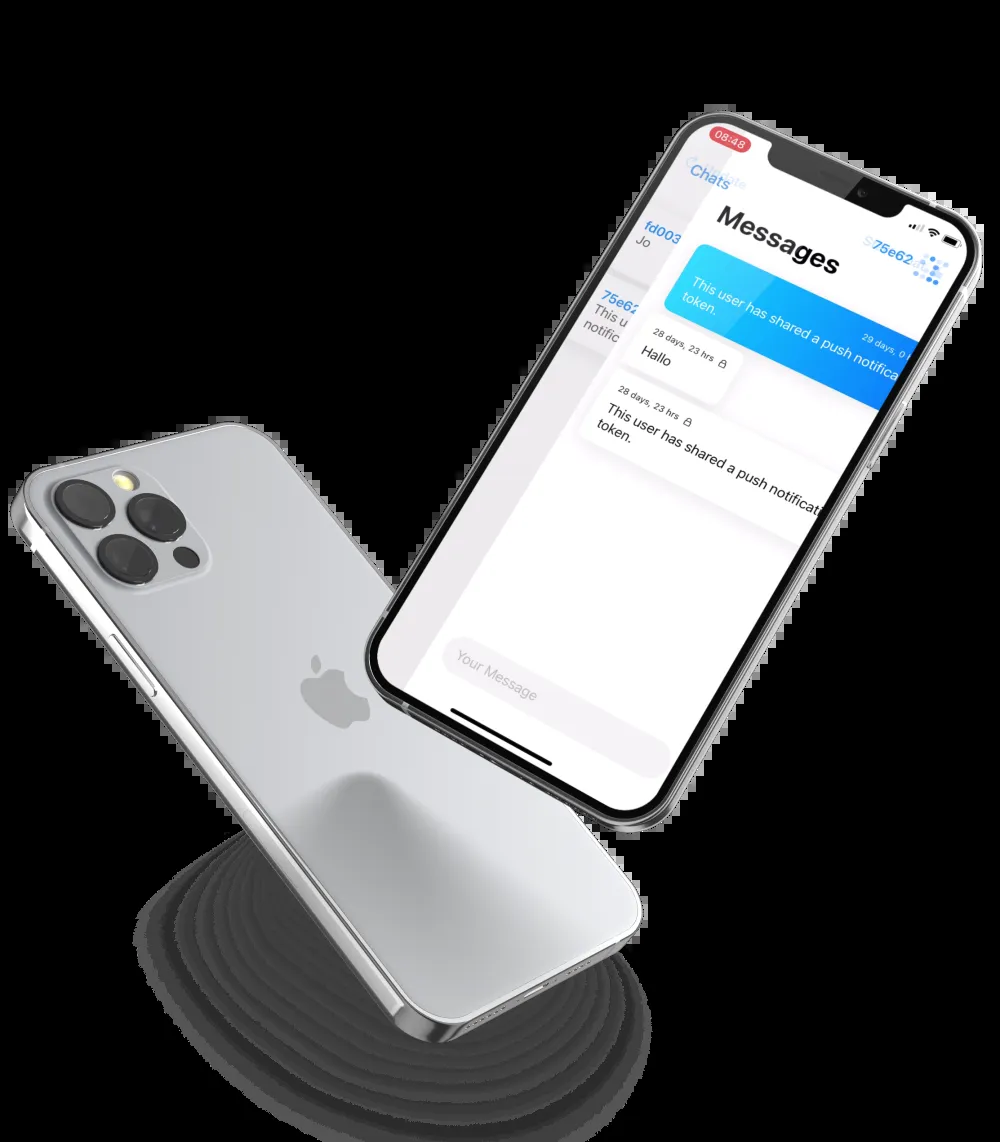 08:48
Chats
Messages
75e62
fd003
Jo
75e62
This u
notific
29 days, 0
This user has shared a push notifica
token.
28 days, 23 hrs
Hallo
28 days, 23 hrs
This user has shared a push notificati
token.
Your Message